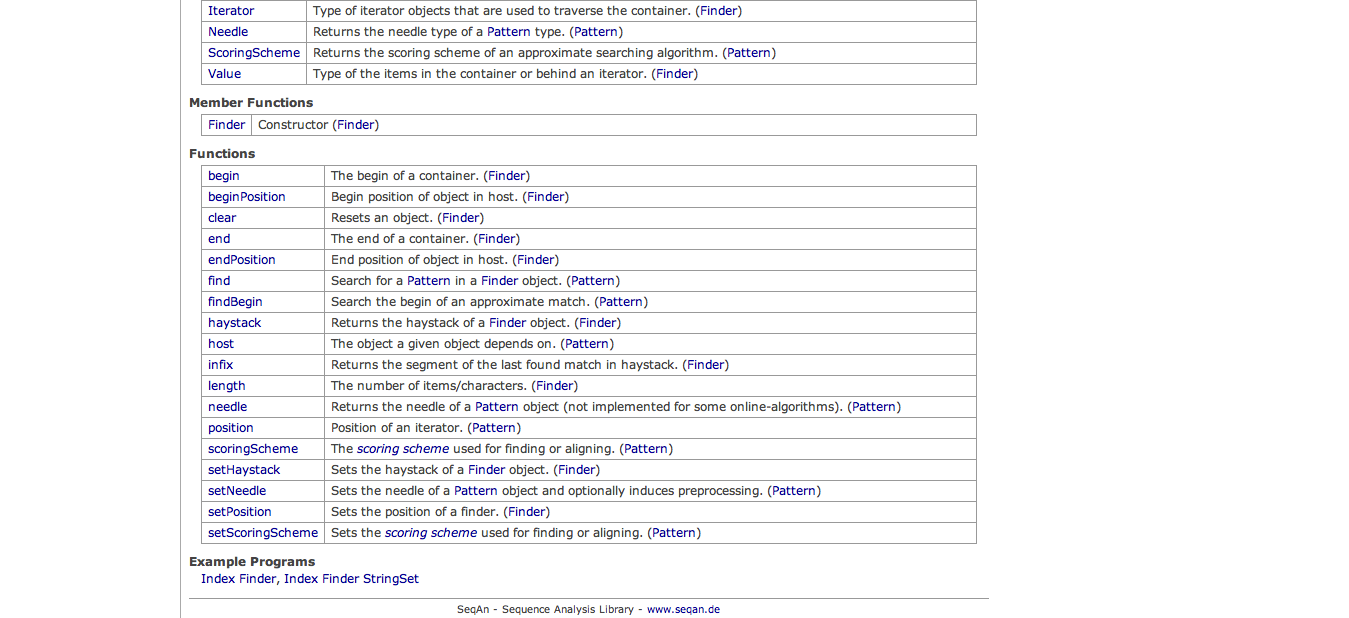 Iterator Type of iterator objects that are used to traverse the container. (Finder)
Needle Returns the needle type of a Pattern type. (Pattern)
ScoringScheme Returns the scoring scheme of an approximate searching algorithm. (Pattern)
Value Type of the items in the container or behind an iterator. (Finder)
Member Functions
Finder Constructor (Finder)
Functions
begin The begin of a container. (Finder)
beginPosition Begin position of object in host. (Finder)
clear Resets an object. (Finder)
end The end of a container. (Finder)
endPosition End position of object in host. (Finder)
find Search for a Pattern in a Finder object. (Pattern)
findBegin Search the begin of an approximate match. (Pattern)
haystack Returns the haystack of a Finder object. (Finder)
host The object a given object depends on. (Pattern)
infix Returns the segment of the last found match in haystack. (Finder)
length The number of items/characters. (Finder)
needle Returns the needle of a Pattern object (not implemented for some online-algorithms). (Pattern)
position Position of an iterator. (Pattern)
scoringScheme The scoring scheme used for finding or aligning. (Pattern)
setHaystack Sets the haystack of a Finder object. (Finder)
setNeedle Sets the needle of a Pattern object and optionally induces preprocessing. (Pattern)
setPosition Sets the position of a finder. (Finder)
setScoringScheme Sets the scoring scheme used for finding or aligning. (Pattern)
Example Programs
Index Finder, Index Finder StringSet
SeqAn - Sequence Analysis Library - www.seqan.de